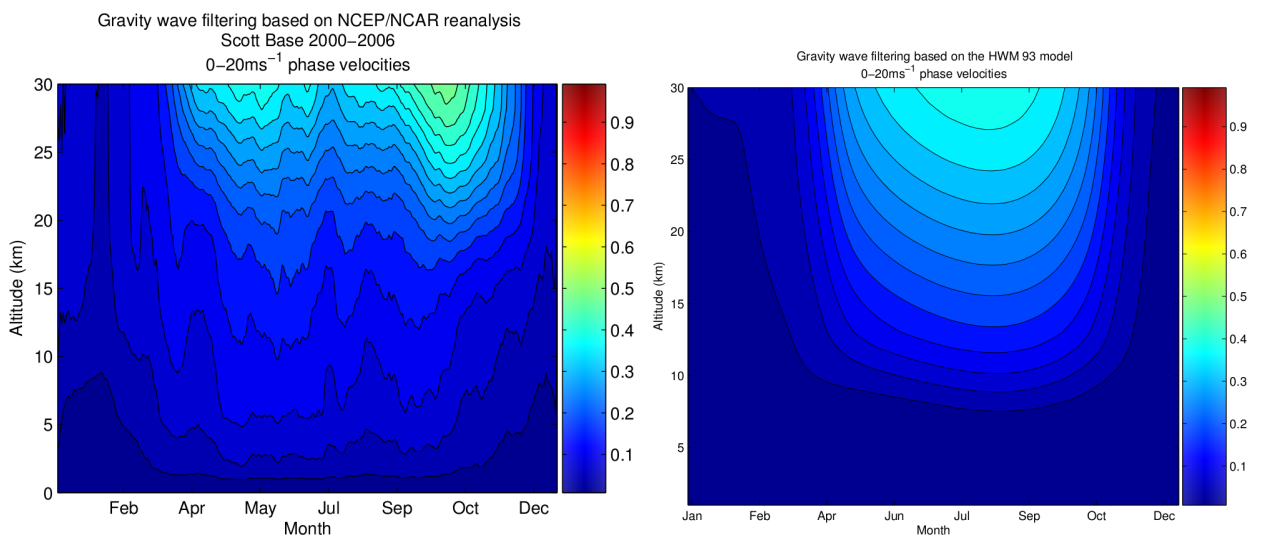 Gravity wave filtering based on NCEP/NCAR reanalysis
Scott Base 2000−2006
0−20ms−1 phase velocities
30
25
20
15
10
5
0
Altitude (km)
Feb Apr May Jul Sep Oct Dec
Month
0.9
0.8
0.7
0.6
0.5
0.4
0.3
0.2
0.1
Gravity wave filtering based on the HWM 93 model
0−20ms−1 phase velocities
30
25
20
15
10
5
Altitude (km)
Jan Feb Apr Jun Jul Sep Oct Dec
Month
0.9
0.8
0.7
0.6
0.5
0.4
0.3
0.2
0.1